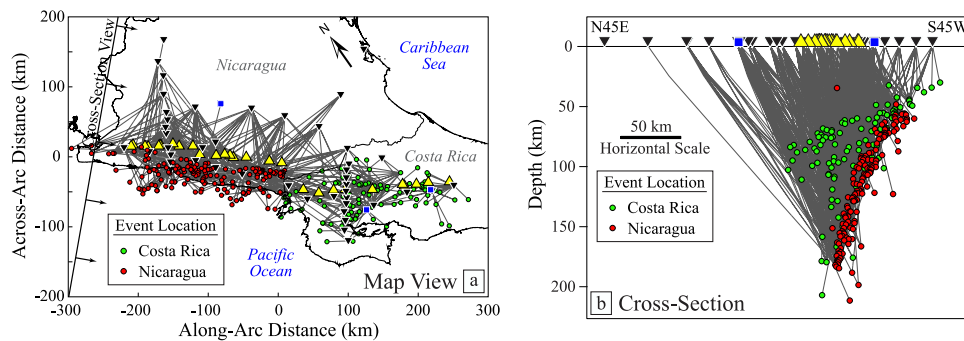 200
100
0
-100
-200
Across-Arc Distance (km)
-300
-200
-100
0
100
200
300
Along-Arc Distance (km)
Cross-Section View
N
Nicaragua
Caribbean
Sea
Costa Rica
Pacific
Ocean
Event Location
Costa Rica
Nicaragua
Map View a
N45E
S45W
0
50
100
150
200
Depth (km)
50 km
Horizontal Scale
Event Location
Costa Rica
Nicaragua
b Cross-Section